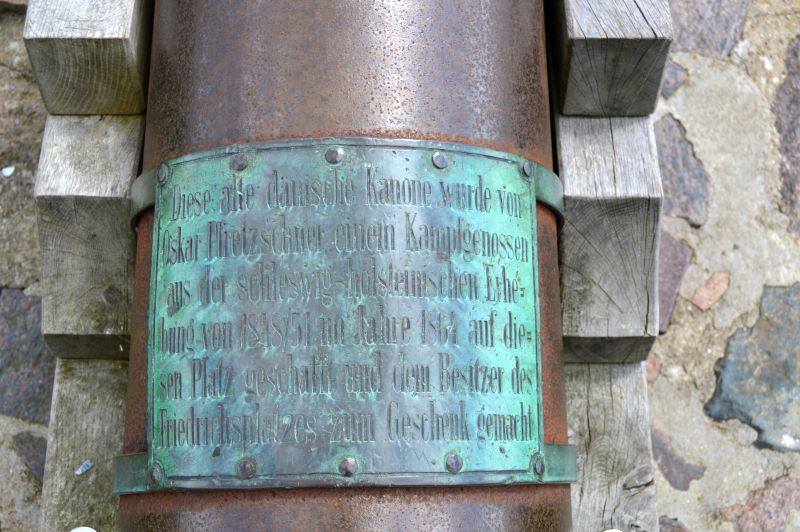 Diese alte dänische Kanone wurde von
Oskar Pfretzschner, einem Kampfgenossen
aus der schleswig-holsteinischen Erhe-
bung von 1848/51 im Jahre 1864 auf die-
sen Platz geschafft und dem Besitzer des
Friedrichsplatzes zum Geschenk gemacht